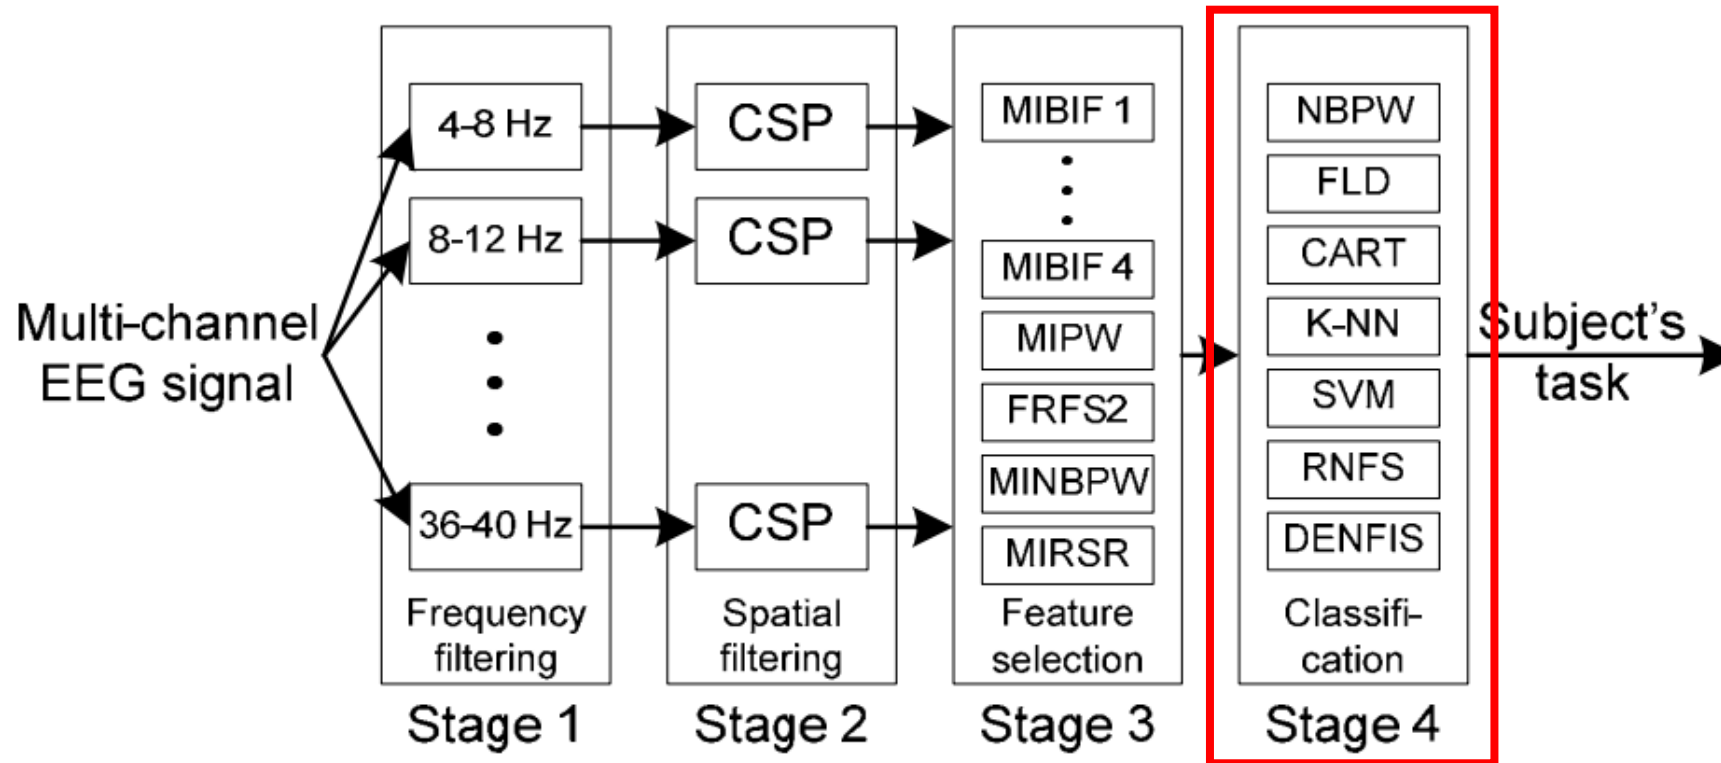 Multi-channel
EEG signal
4-8 Hz
8-12 Hz
36-40 Hz
Frequency
filtering
Stage 1
CSP
CSP
CSP
Spatial
filtering
Stage 2
MIBIF 1
MIBIF 4
MIPW
FRFS2
MINBPW
MIRSR
Feature
selection
Stage 3
NBPW
FLD
CART
K-NN
SVM
RNFS
DENFIS
Classifi-
cation
Stage 4
Subject's
task